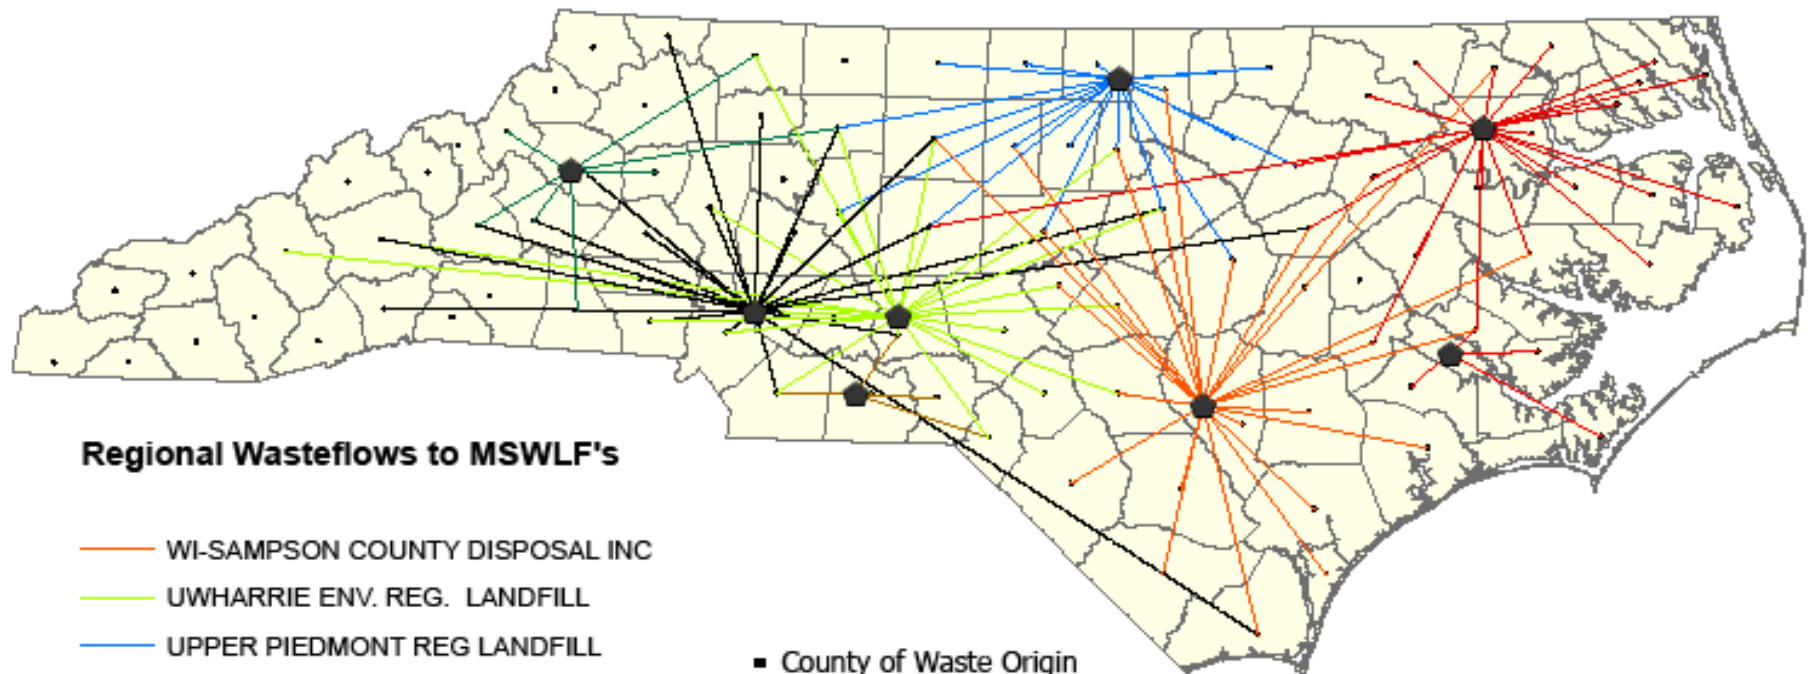 Regional Wasteflows to MSWLF's
WI-SAMPSON COUNTY DISPOSAL INC
UWHARRIE ENV. REG. LANDFILL
UPPER PIEDMONT REG LANDFILL
County of Waste Origin